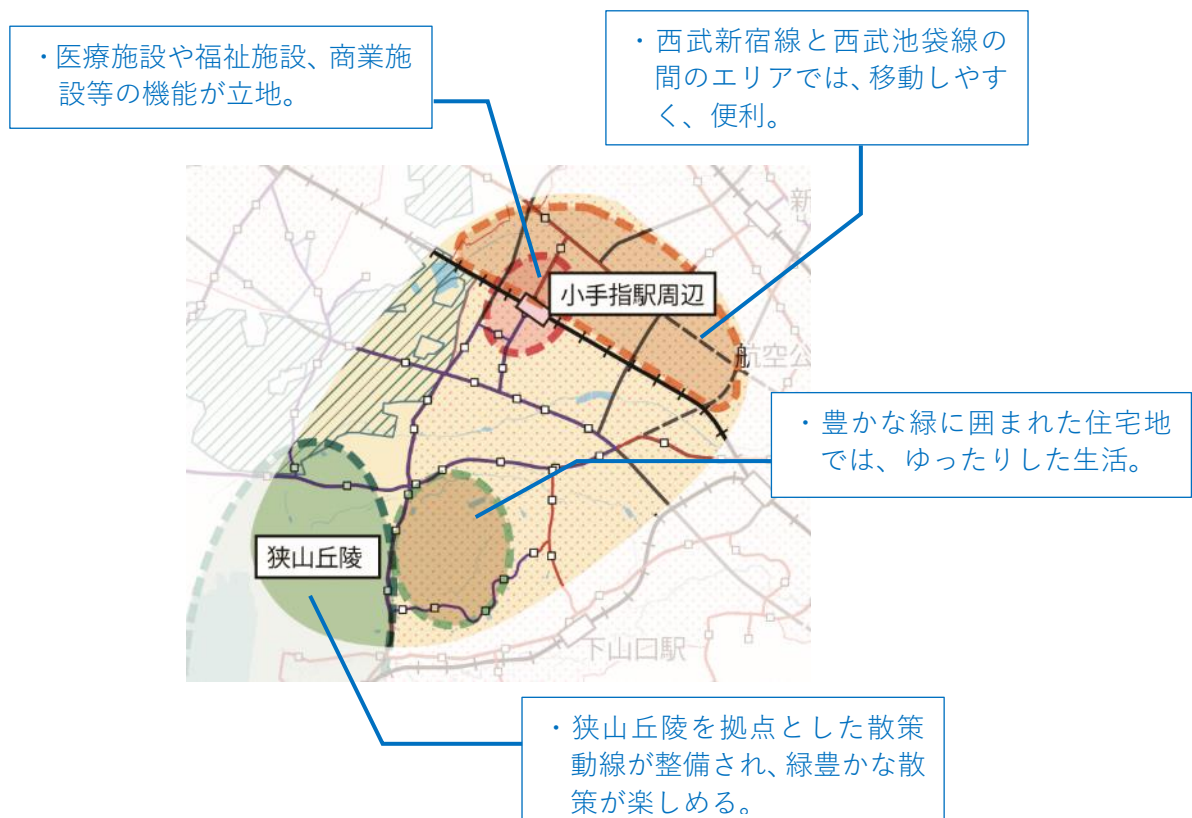 ・医療施設や福祉施設、商業施
設等の機能が立地。
・西武新宿線と西武池袋線の
間のエリアでは、移動しやす
く、便利。
新
小手指駅周辺
航空公
・豊かな緑に囲まれた住宅地
では、ゆったりした生活。
狭山丘陵
下山口駅
・狭山丘陵を拠点とした散策
動線が整備され、緑豊かな散
策が楽しめる。